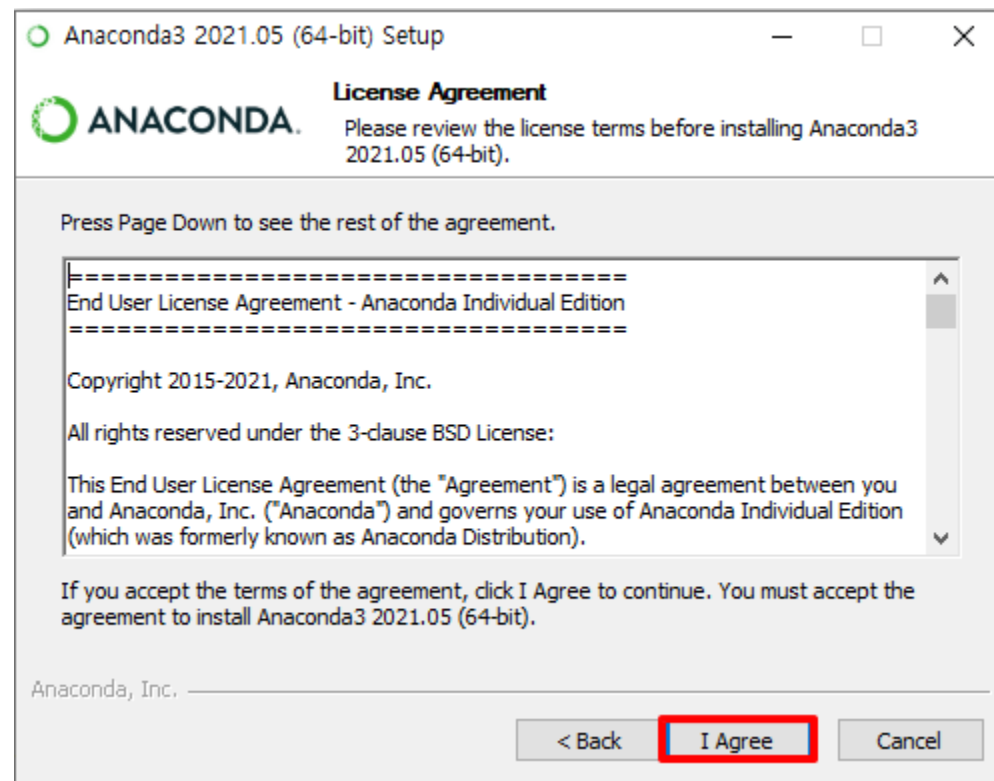 Anaconda3 2021.05 (64-bit) Setup
ANACONDA.
License Agreement
Please review the license terms before installing Anaconda3
2021.05 (64-bit).
Press Page Down to see the rest of the agreement.
===================================
End User License Agreement - Anaconda Individual Edition
===================================
Copyright 2015-2021, Anaconda, Inc.
All rights reserved under the 3-clause BSD License:
This End User License Agreement (the "Agreement") is a legal agreement between you
and Anaconda, Inc. ("Anaconda") and governs your use of Anaconda Individual Edition
(which was formerly known as Anaconda Distribution).
If you accept the terms of the agreement, click I Agree to continue. You must accept the
agreement to install Anaconda3 2021.05 (64-bit).
Anaconda, Inc.
< Back
I Agree
Cancel